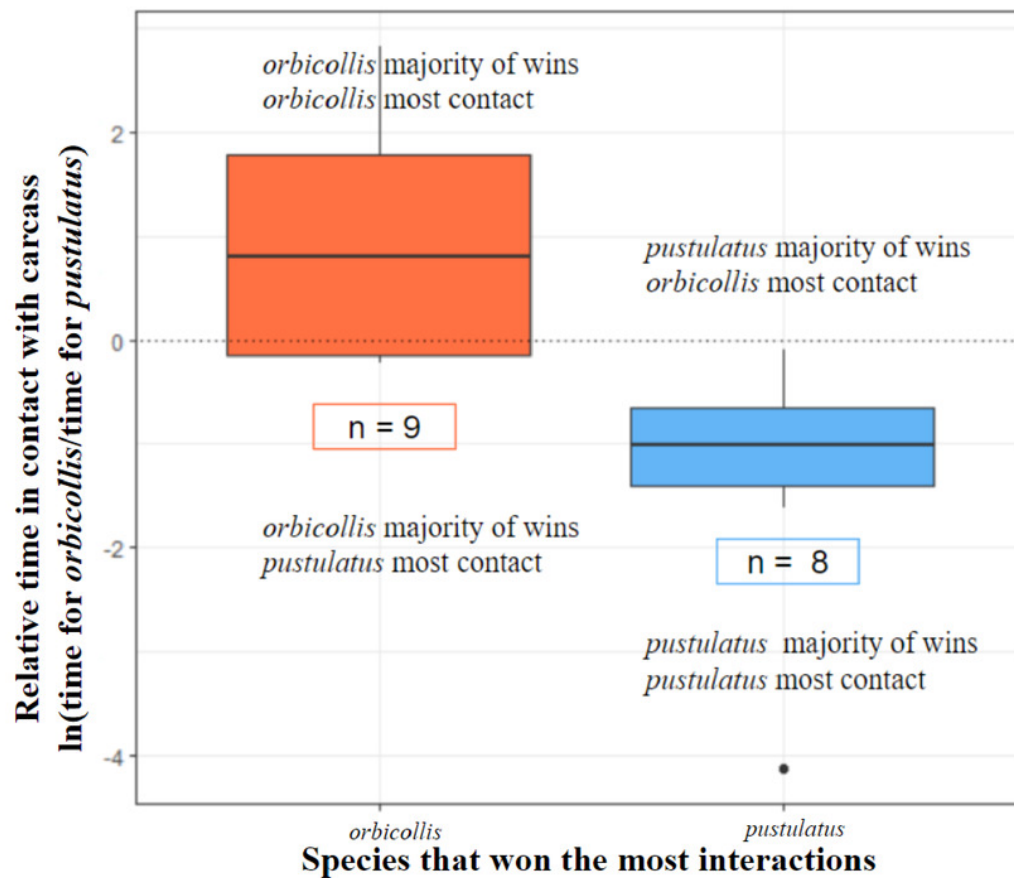 Relative time in contact with carcass
ln(time for orbicollis/time for pustulatus)
2
0
-2
-4
orbicollis majority of wins
orbicollis most contact
pustulatus majority of wins
orbicollis most contact
n = 9
orbicollis majority of wins
pustulatus most contact
n = 8
pustulatus majority of wins
pustulatus most contact
orbicollis
pustulatus
Species that won the most interactions